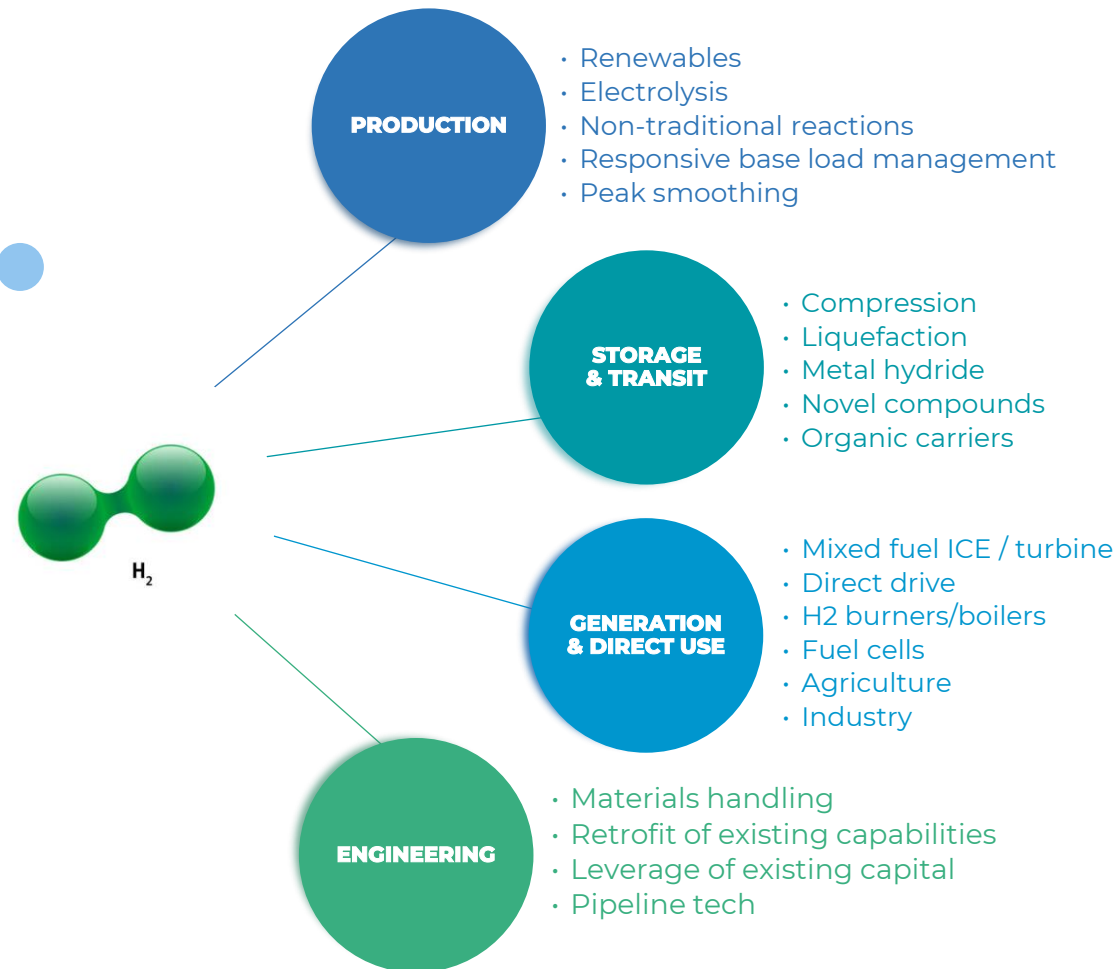 PRODUCTION
• Renewables
• Electrolysis
• Non-traditional reactions
• Responsive base load management
• Peak smoothing
STORAGE
& TRANSIT
• Compression
• Liquefaction
• Metal hydride
• Novel compounds
• Organic carriers
H₂
GENERATION
& DIRECT USE
• Mixed fuel ICE / turbine
• Direct drive
• H2 burners/boilers
• Fuel cells
• Agriculture
• Industry
ENGINEERING
• Materials handling
• Retrofit of existing capabilities
• Leverage of existing capital
• Pipeline tech